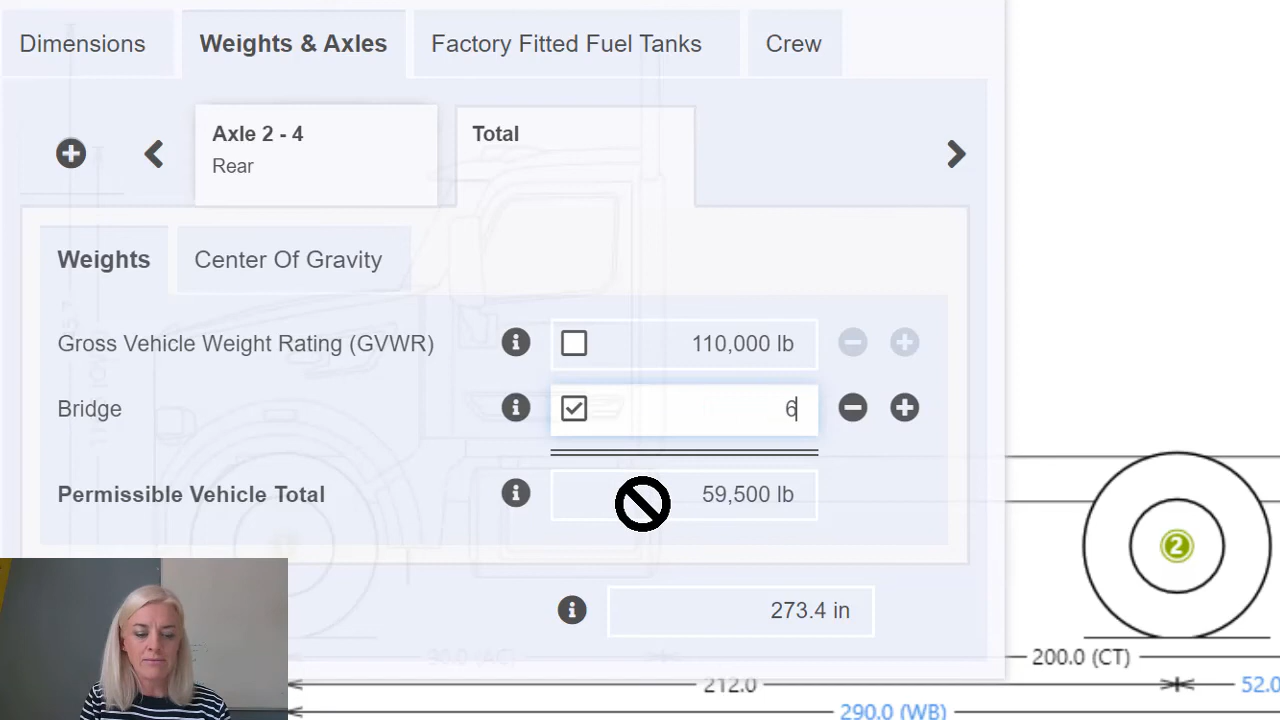 Dimensions
Weights & Axles
Factory Fitted Fuel Tanks
Crew
Axle 2 - 4
Rear
Total
Weights
Center Of Gravity
Gross Vehicle Weight Rating (GVWR)
110,000 lb
Bridge
6
Permissible Vehicle Total
59,500 lb
2
273.4 in
200.0 (CT)
212.0
52.0
290.0 (WB)